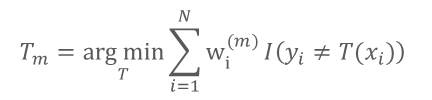 T_m = arg min_T ∑_{i=1}^{N} w_i^{(m)} I(y_i ≠ T(x_i))